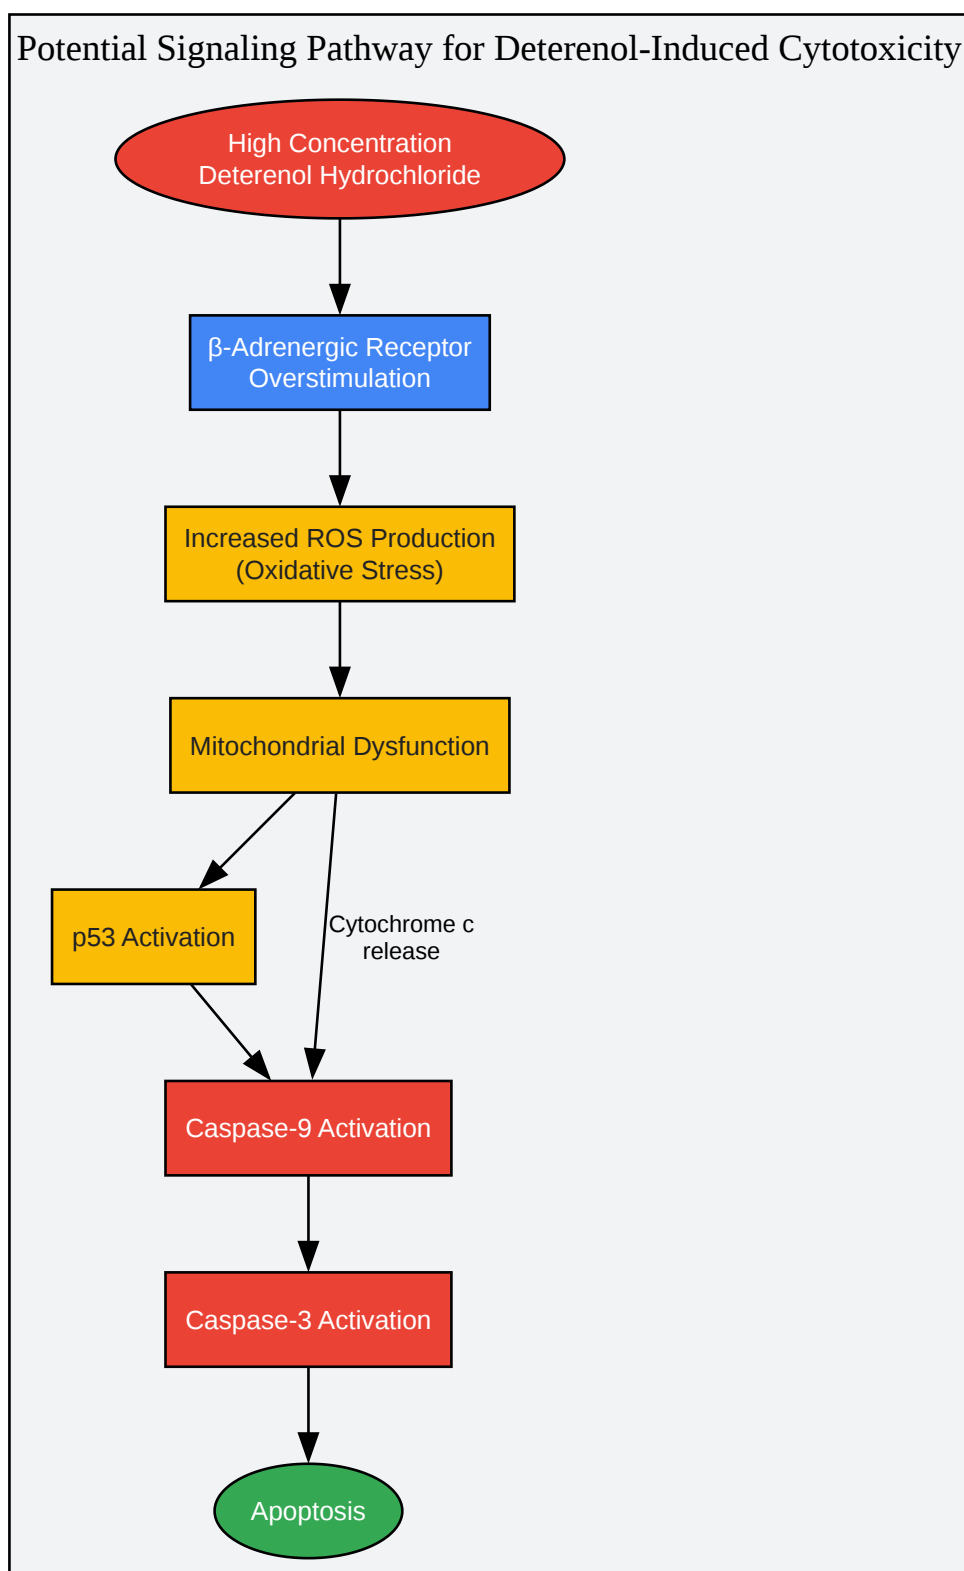 Potential Signaling Pathway for Deterenol-Induced Cytotoxicity
High Concentration
Deterenol Hydrochloride
β-Adrenergic Receptor
Overstimulation
Increased ROS Production
(Oxidative Stress)
Mitochondrial Dysfunction
p53 Activation
Cytochrome c
release
Caspase-9 Activation
Caspase-3 Activation
Apoptosis